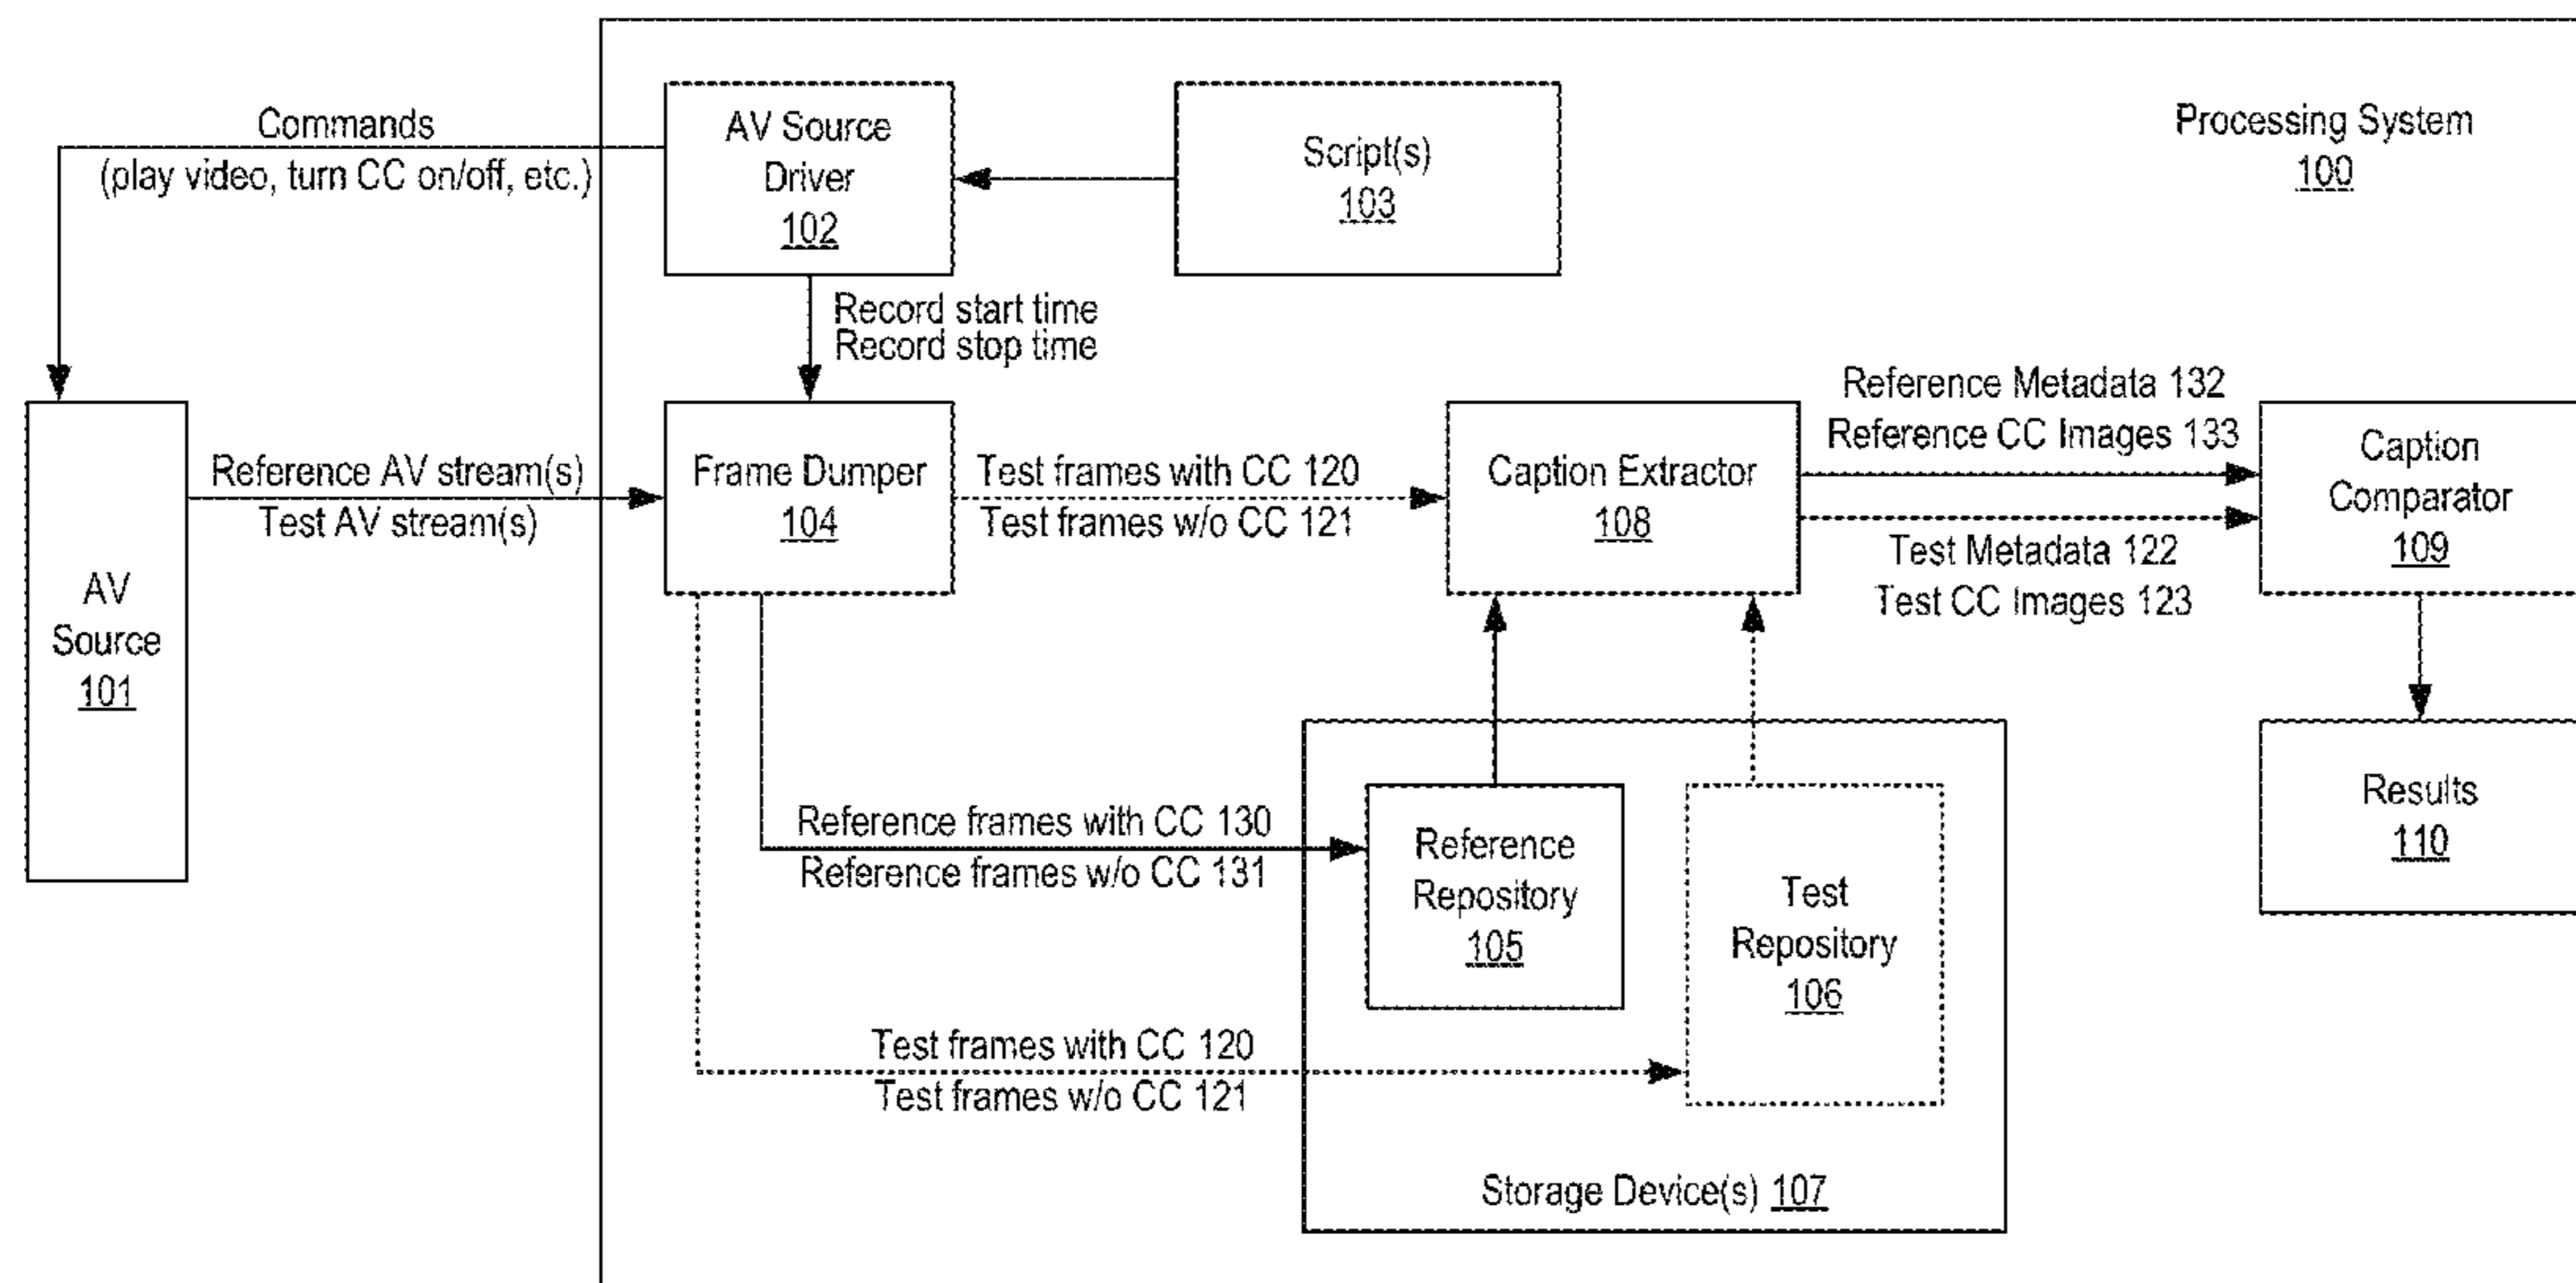 Processing System
100
Commands
(play video, turn CC on/off, etc.)
AV Source
Driver
102
Script(s)
103
Record start time
Record stop time
AV
Source
101
Reference AV stream(s)
Test AV stream(s)
Frame Dumper
104
Test frames with CC 120
Test frames w/o CC 121
Caption Extractor
108
Reference Metadata 132
Reference CC Images 133
Test Metadata 122
Test CC Images 123
Caption
Comparator
109
Reference frames with CC 130
Reference frames w/o CC 131
Reference
Repository
105
Test
Repository
106
Results
110
Test frames with CC 120
Test frames w/o CC 121
Storage Device(s) 107